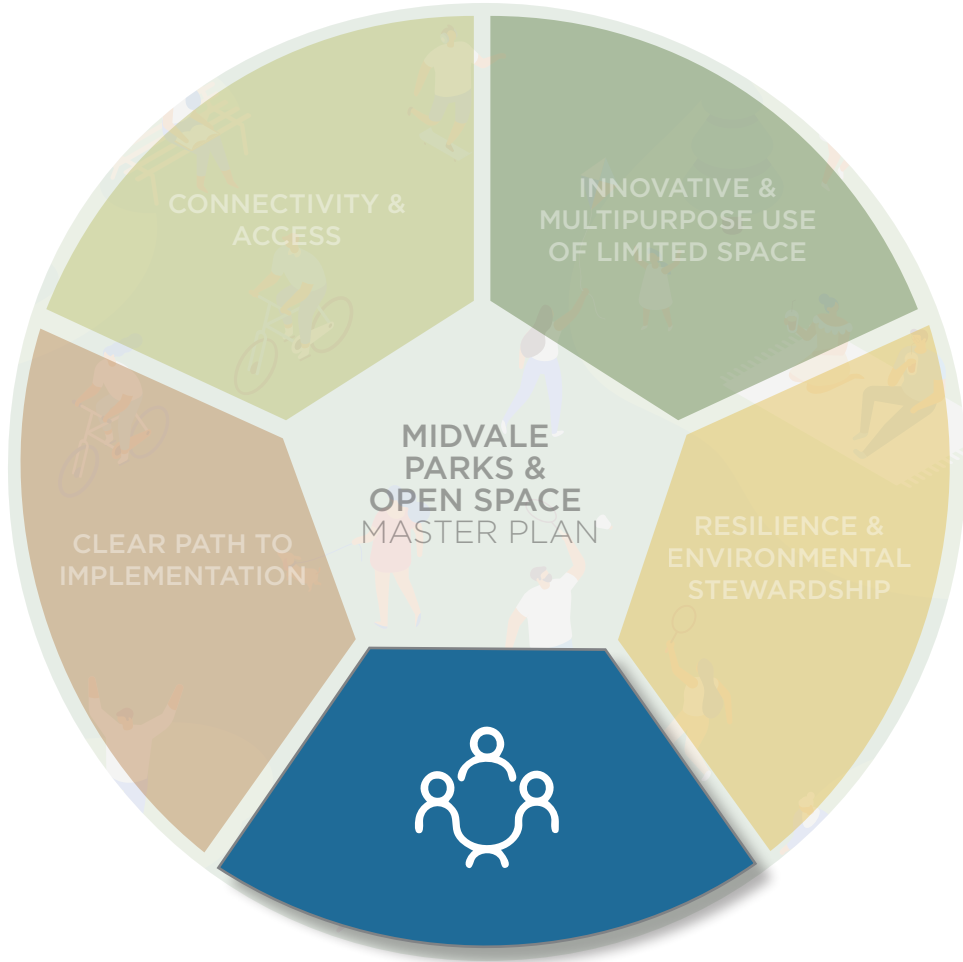 CONNECTIVITY &
ACCESS
INNOVATIVE &
MULTIPURPOSE USE
OF LIMITED SPACE
MIDVALE
PARKS &
OPEN SPACE
MASTER PLAN
CLEAR PATH TO
IMPLEMENTATION
RESILIENCE &
ENVIRONMENTAL
STEWARDSHIP